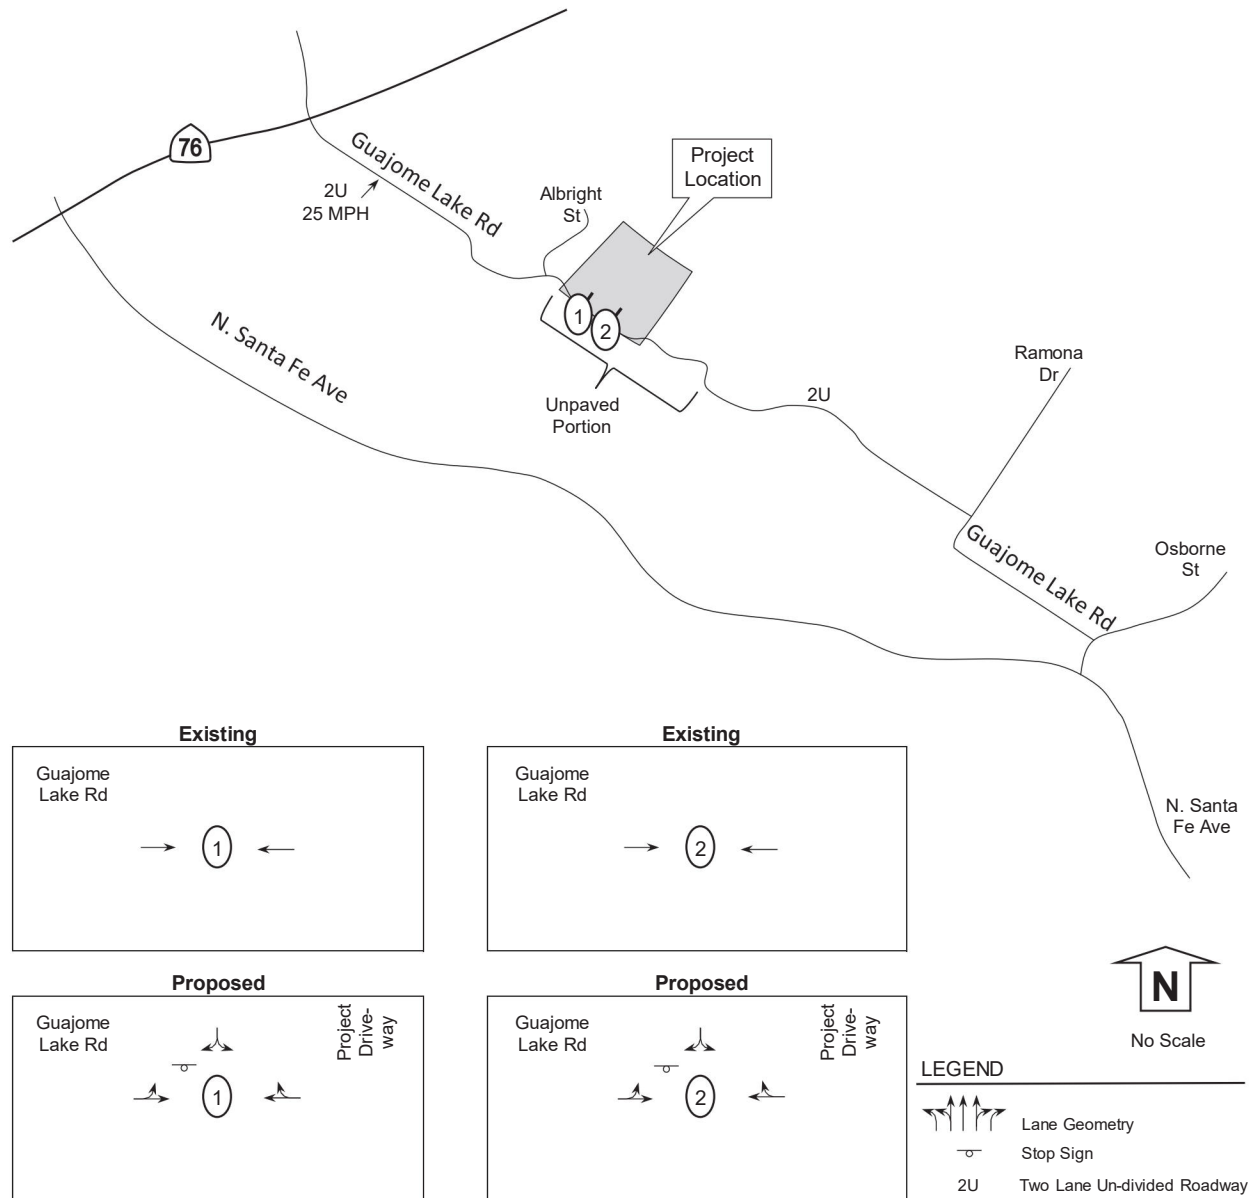 76
Guajome Lake Rd
2U
25 MPH
Albright
St
Project
Location
1
2
N. Santa Fe Ave
Unpaved
Portion
2U
Ramona
Dr
Guajome Lake Rd
Osborne
St
N. Santa
Fe Ave
Existing
Guajome
Lake Rd
1
Existing
Guajome
Lake Rd
2
Proposed
Guajome
Lake Rd
Project
Drive-
way
1
Proposed
Guajome
Lake Rd
Project
Drive-
way
2
N
No Scale
LEGEND
Lane Geometry
Stop Sign
2U Two Lane Un-divided Roadway